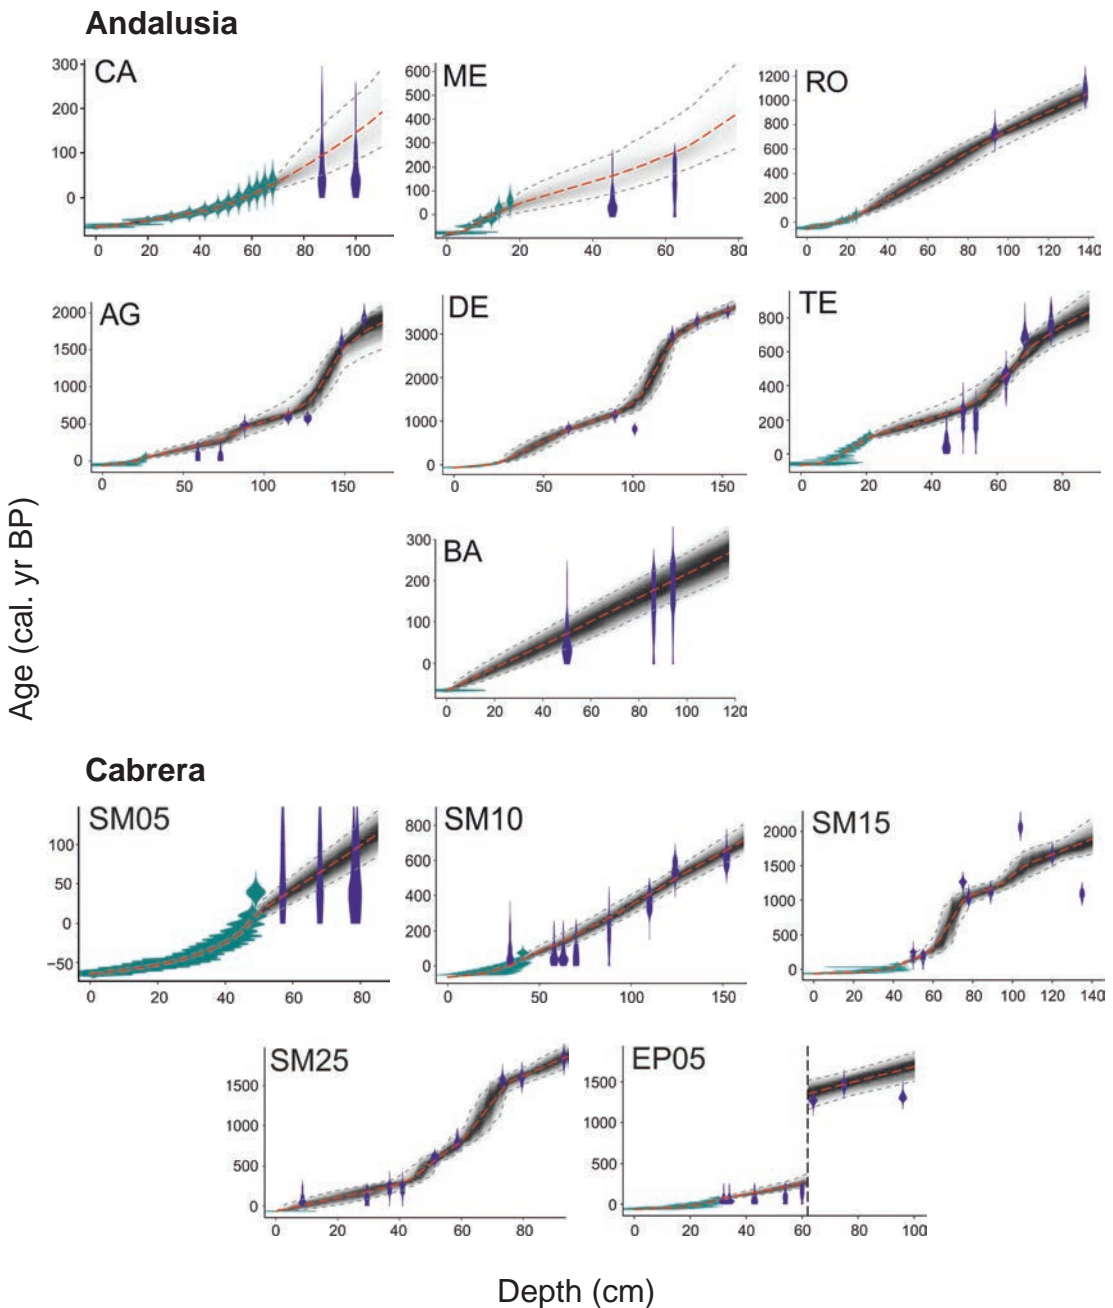 Andalusia
CA
300
200
100
0
0 20 40 60 80 100
ME
600
500
400
300
200
100
0
0 20 40 60 80
RO
1200
1000
800
600
400
200
0
0 20 40 60 80 100 120 140
AG
2000
1500
1000
500
0
50 100 150
DE
3000
2000
1000
0
0 50 100 150
TE
800
600
400
200
0
0 20 40 60 80
BA
300
200
100
0
0 20 40 60 80 100 120
Age (cal. yr BP)
Cabrera
SM05
100
50
0
−50
0 20 40 60 80
SM10
800
600
400
200
0
0 50 100 150
SM15
2000
1500
1000
500
0
0 20 40 60 80 100 120 140
SM25
1500
1000
500
0
0 20 40 60 80
EP05
1500
1000
500
0
0 20 40 60 80 100
Depth (cm)